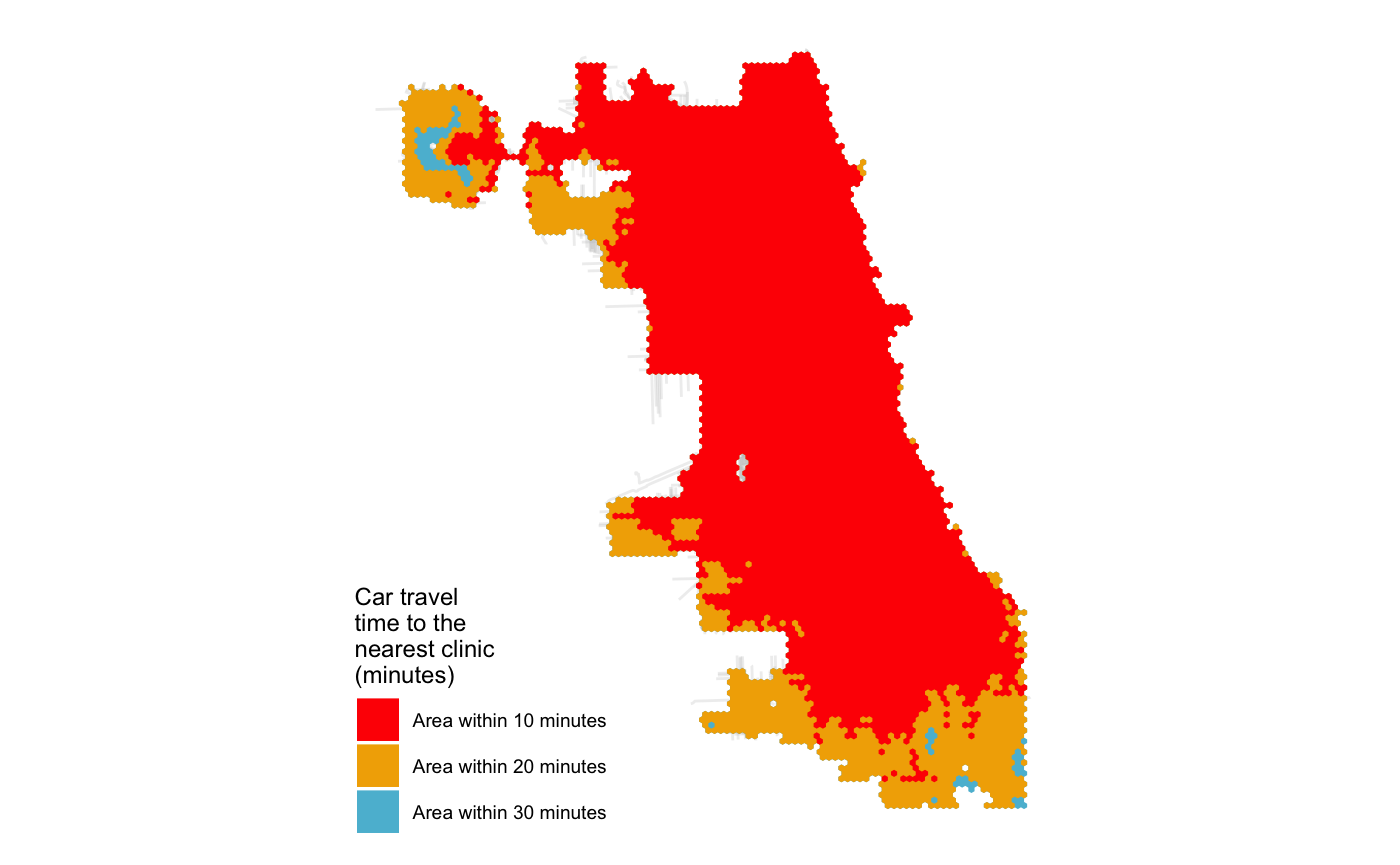 Car travel
time to the
nearest clinic
(minutes)
Area within 10 minutes
Area within 20 minutes
Area within 30 minutes